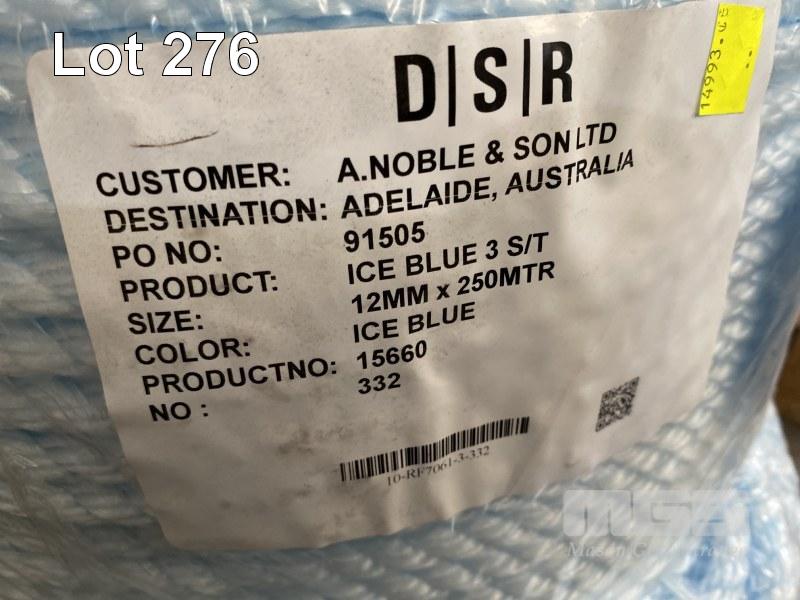 Lot 276
D|S|R
CUSTOMER: A.NOBLE & SON LTD
DESTINATION: ADELAIDE, AUSTRALIA
PO NO: 91505
PRODUCT: ICE BLUE 3 S/T
SIZE: 12MM x 250MTR
COLOR: ICE BLUE
PRODUCTNO: 15660
NO : 332
10-RF7061-3-332
MGS